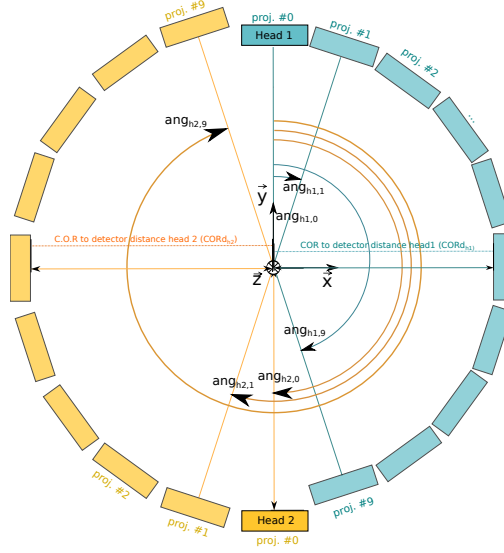 proj. #9
proj. #0
Head 1
proj. #1
proj. #2
...
ang_h2,9
ang_h1,1
y
ang_h1,0
C.O.R to detector distance head 2 (CORd_h2)
COR to detector distance head1 (CORd_h1)
z
x
ang_h1,9
ang_h2,1
ang_h2,0
proj. #2
proj. #1
Head 2
proj. #0
proj. #9